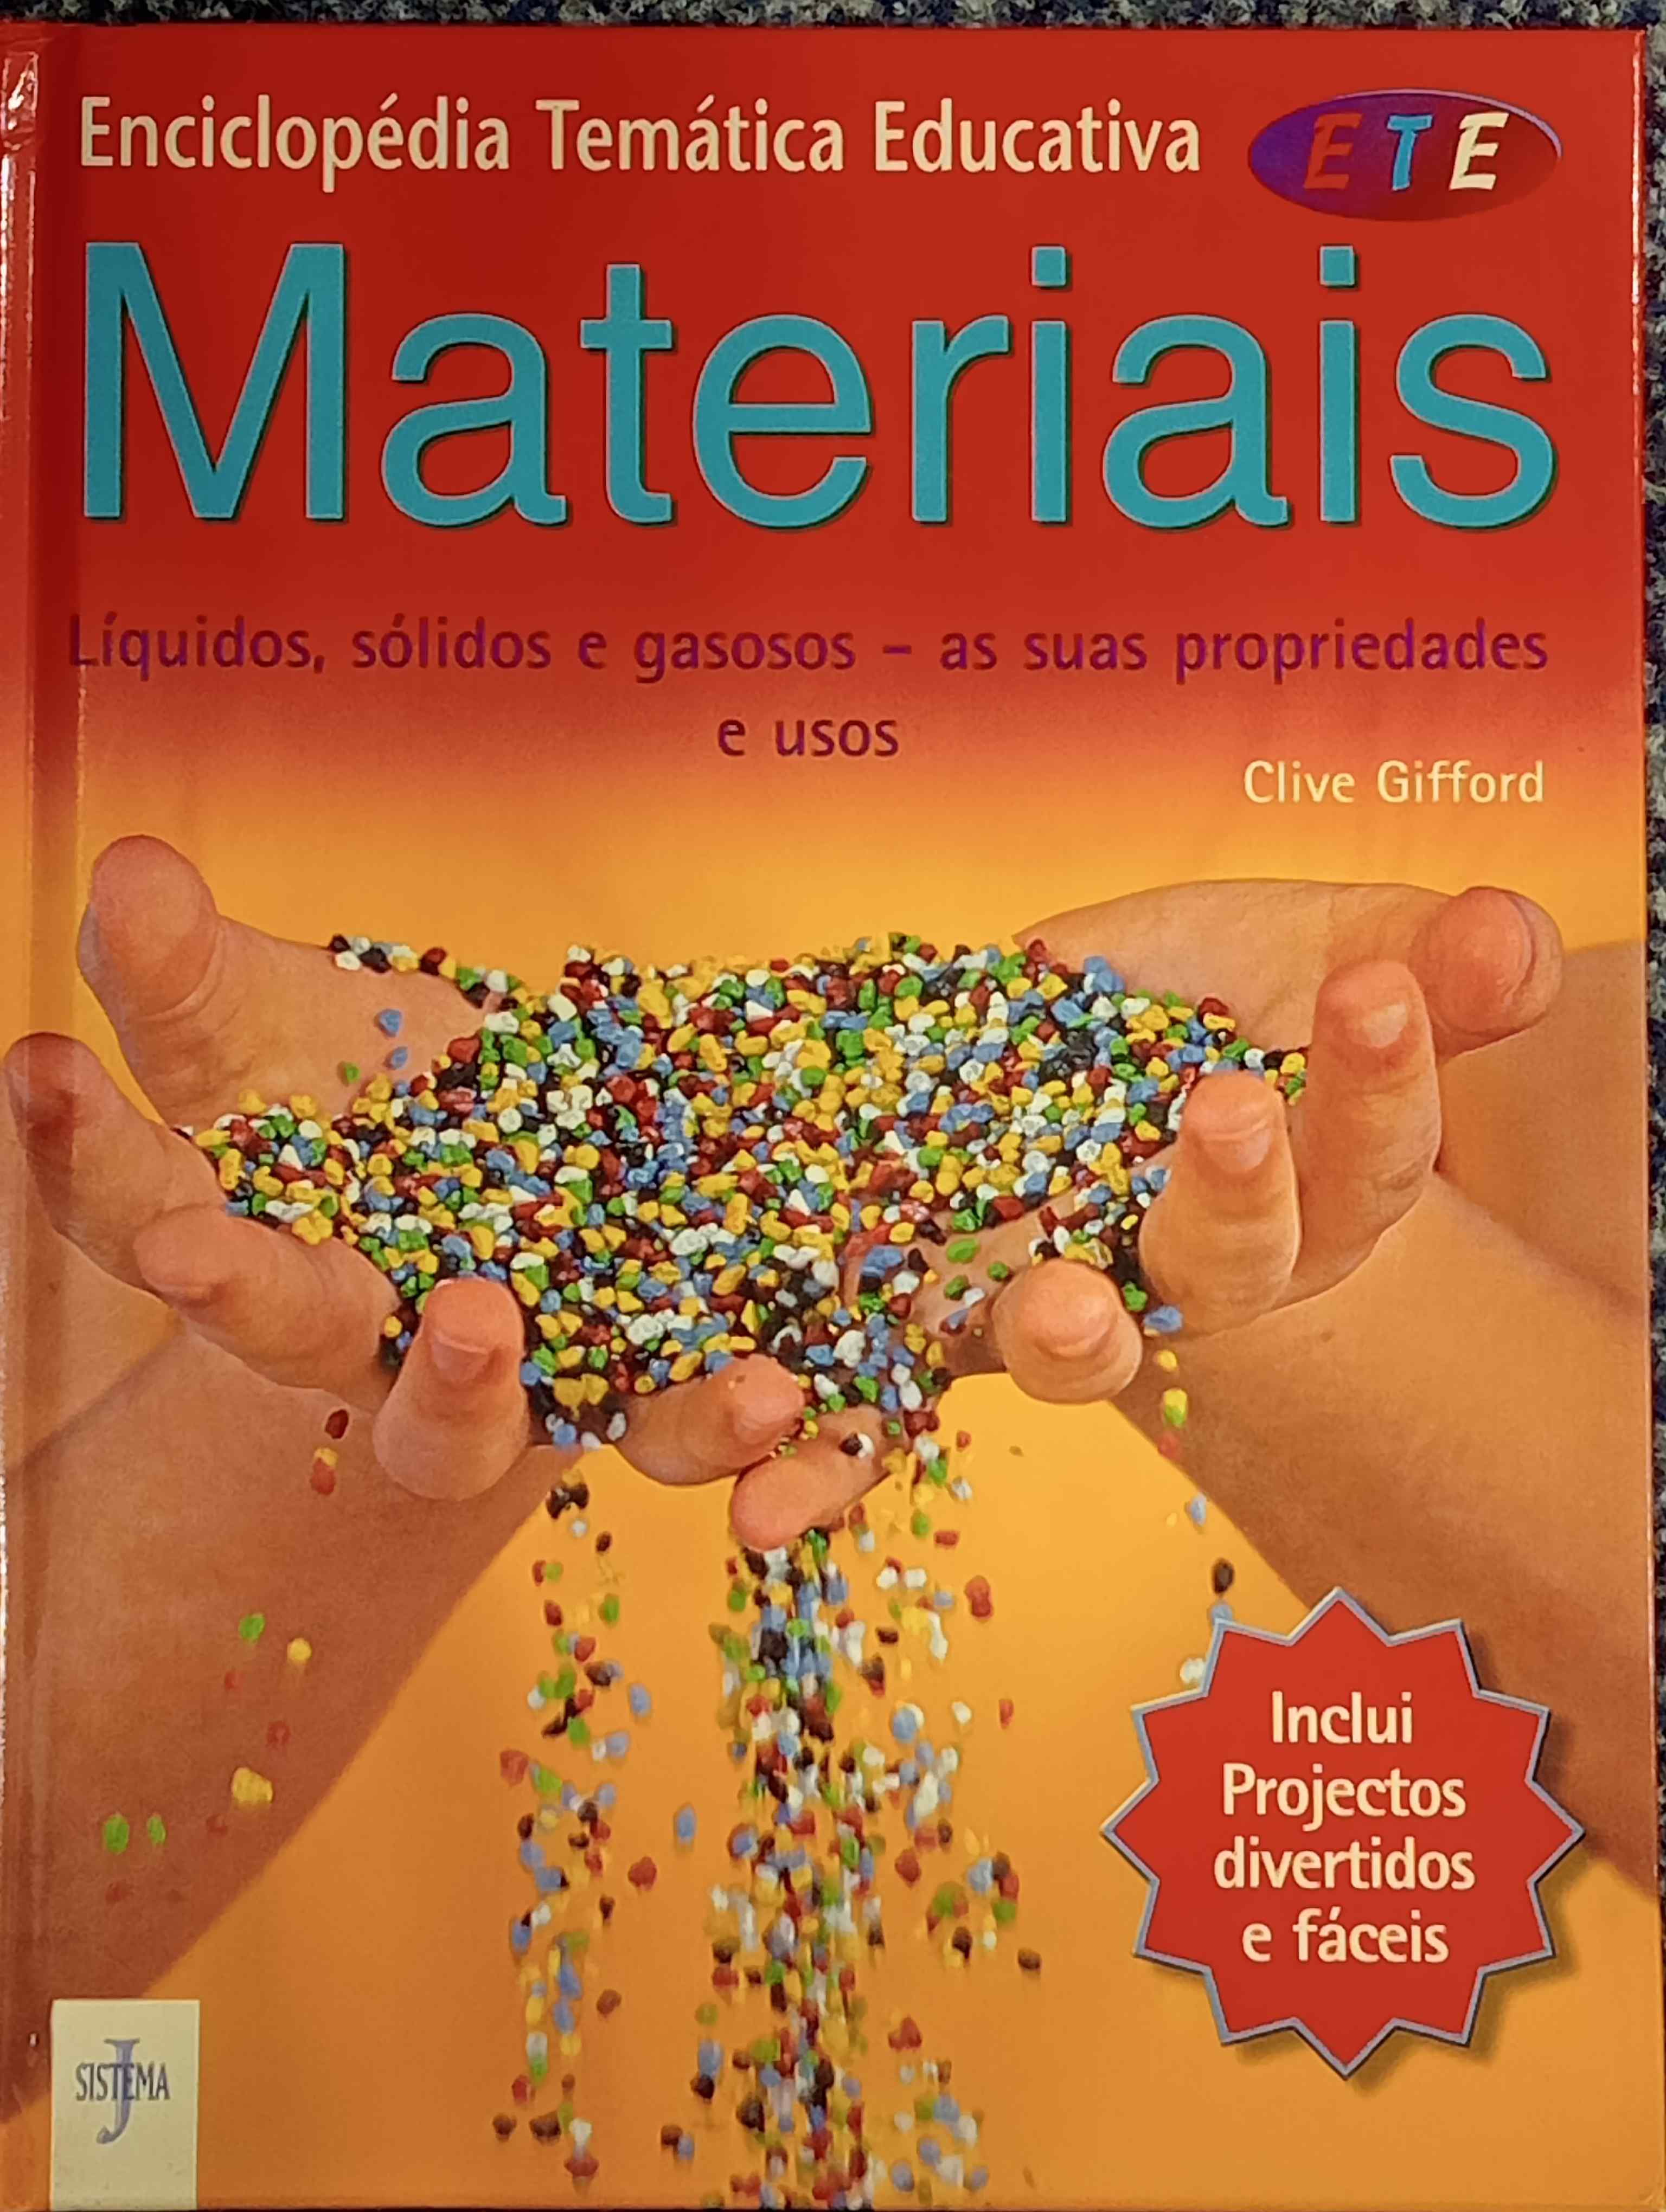 Enciclopédia Temática Educativa ETE
Materiais
Líquidos, sólidos e gasosos – as suas propriedades
e usos
Clive Gifford
Inclui
Projectos
divertidos
e fáceis
SISTEMA J